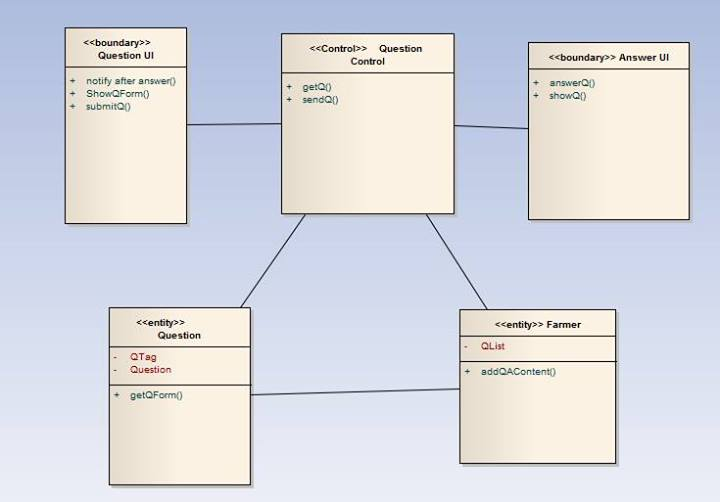 <<boundary>>
Question UI
+ notify after answer()
+ ShowQForm()
+ submitQ()
<<Control>> Question
Control
+ getQ()
+ sendQ()
<<boundary>> Answer UI
+ answerQ()
+ showQ()
<<entity>>
Question
- QTag
- Question
+ getQForm()
<<entity>> Farmer
- QList
+ addQAContent()